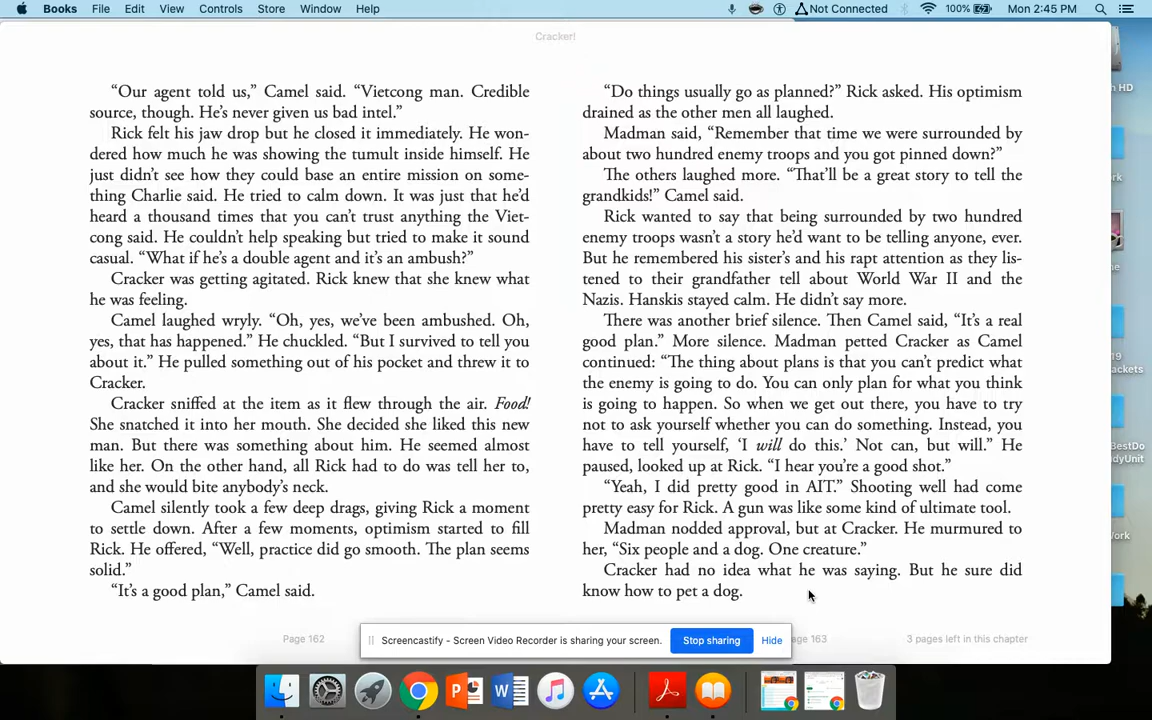 Books File Edit View Controls Store Window Help Not Connected 100% Mon 2:45 PM
Cracker!
“Our agent told us,” Camel said. “Vietcong man. Credible
source, though. He’s never given us bad intel.”
Rick felt his jaw drop but he closed it immediately. He won-
dered how much he was showing the tumult inside himself. He
just didn’t see how they could base an entire mission on some-
thing Charlie said. He tried to calm down. It was just that he’d
heard a thousand times that you can’t trust anything the Viet-
cong said. He couldn’t help speaking but tried to make it sound
casual. “What if he’s a double agent and it’s an ambush?”
Cracker was getting agitated. Rick knew that she knew what
he was feeling.
Camel laughed wryly. “Oh, yes, we’ve been ambushed. Oh,
yes, that has happened.” He chuckled. “But I survived to tell you
about it.” He pulled something out of his pocket and threw it to
Cracker.
Cracker sniffed at the item as it flew through the air. Food!
She snatched it into her mouth. She decided she liked this new
man. But there was something about him. He seemed almost
like her. On the other hand, all Rick had to do was tell her to,
and she would bite anybody’s neck.
Camel silently took a few deep drags, giving Rick a moment
to settle down. After a few moments, optimism started to fill
Rick. He offered, “Well, practice did go smooth. The plan seems
solid.”
“It’s a good plan,” Camel said.
Page 162
“Do things usually go as planned?” Rick asked. His optimism
drained as the other men all laughed.
Madman said, “Remember that time we were surrounded by
about two hundred enemy troops and you got pinned down?”
The others laughed more. “That’ll be a great story to tell the
grandkids!” Camel said.
Rick wanted to say that being surrounded by two hundred
enemy troops wasn’t a story he’d want to be telling anyone, ever.
But he remembered his sister’s and his rapt attention as they lis-
tened to their grandfather tell about World War II and the
Nazis. Hanskis stayed calm. He didn’t say more.
There was another brief silence. Then Camel said, “It’s a real
good plan.” More silence. Madman petted Cracker as Camel
continued: “The thing about plans is that you can’t predict what
the enemy is going to do. You can only plan for what you think
is going to happen. So when we get out there, you have to try
not to ask yourself whether you can do something. Instead, you
have to tell yourself, ‘I will do this.’ Not can, but will.” He
paused, looked up at Rick. “I hear you’re a good shot.”
“Yeah, I did pretty good in AIT.” Shooting well had come
pretty easy for Rick. A gun was like some kind of ultimate tool.
Madman nodded approval, but at Cracker. He murmured to
her, “Six people and a dog. One creature.”
Cracker had no idea what he was saying. But he sure did
know how to pet a dog.
163
3 pages left in this chapter
Screencastify - Screen Video Recorder is sharing your screen. Stop sharing Hide
HD
19
ackets
BestDo
dyUnit
Work